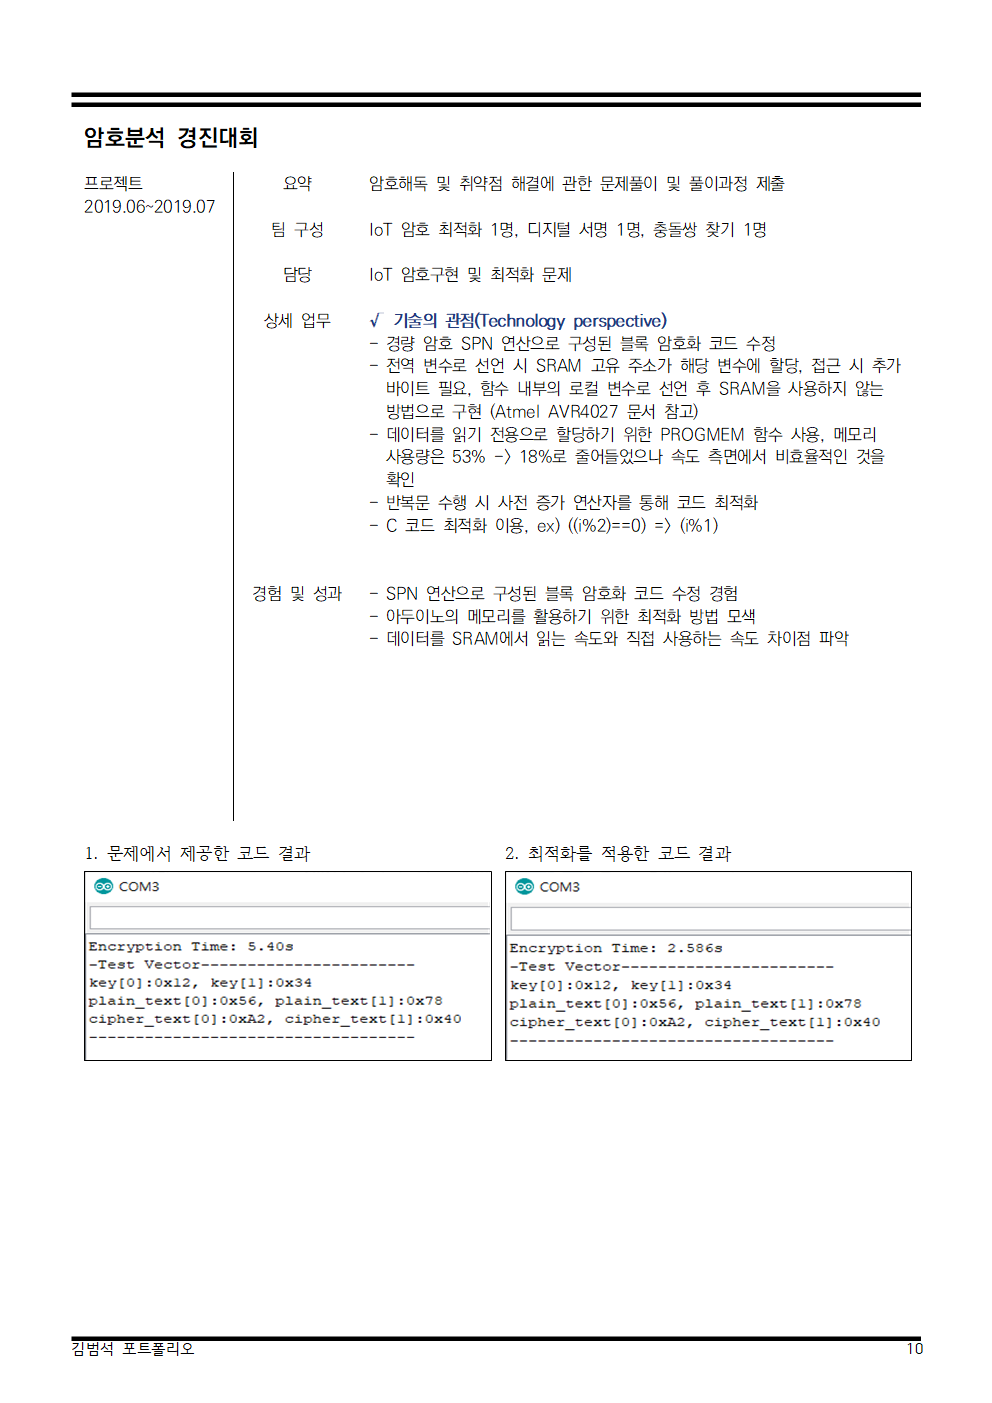 암호분석 경진대회
프로젝트
2019.06~2019.07
요약 암호해독 및 취약점 해결에 관한 문제풀이 및 풀이과정 제출
팀 구성 IoT 암호 최적화 1명, 디지털 서명 1명, 충돌쌍 찾기 1명
담당 IoT 암호구현 및 최적화 문제
상세 업무 √ 기술의 관점(Technology perspective)
- 경량 암호 SPN 연산으로 구성된 블록 암호화 코드 수정
- 전역 변수로 선언 시 SRAM 고유 주소가 해당 변수에 할당, 접근 시 추가
바이트 필요, 함수 내부의 로컬 변수로 선언 후 SRAM을 사용하지 않는
방법으로 구현 (Atmel AVR4027 문서 참고)
- 데이터를 읽기 전용으로 할당하기 위한 PROGMEM 함수 사용, 메모리
사용량은 53% -> 18%로 줄어들었으나 속도 측면에서 비효율적인 것을
확인
- 반복문 수행 시 사전 증가 연산자를 통해 코드 최적화
- C 코드 최적화 이용, ex) ((i%2)==0) => (i%1)
경험 및 성과 - SPN 연산으로 구성된 블록 암호화 코드 수정 경험
- 아두이노의 메모리를 활용하기 위한 최적화 방법 모색
- 데이터를 SRAM에서 읽는 속도와 직접 사용하는 속도 차이점 파악
1. 문제에서 제공한 코드 결과
COM3
Encryption Time: 5.40s
-Test Vector-----------------------
key[0]:0x12, key[1]:0x34
plain_text[0]:0x56, plain_text[1]:0x78
cipher_text[0]:0xA2, cipher_text[1]:0x40
-----------------------------------
2. 최적화를 적용한 코드 결과
COM3
Encryption Time: 2.586s
-Test Vector-----------------------
key[0]:0x12, key[1]:0x34
plain_text[0]:0x56, plain_text[1]:0x78
cipher_text[0]:0xA2, cipher_text[1]:0x40
-----------------------------------
김범석 포트폴리오 10